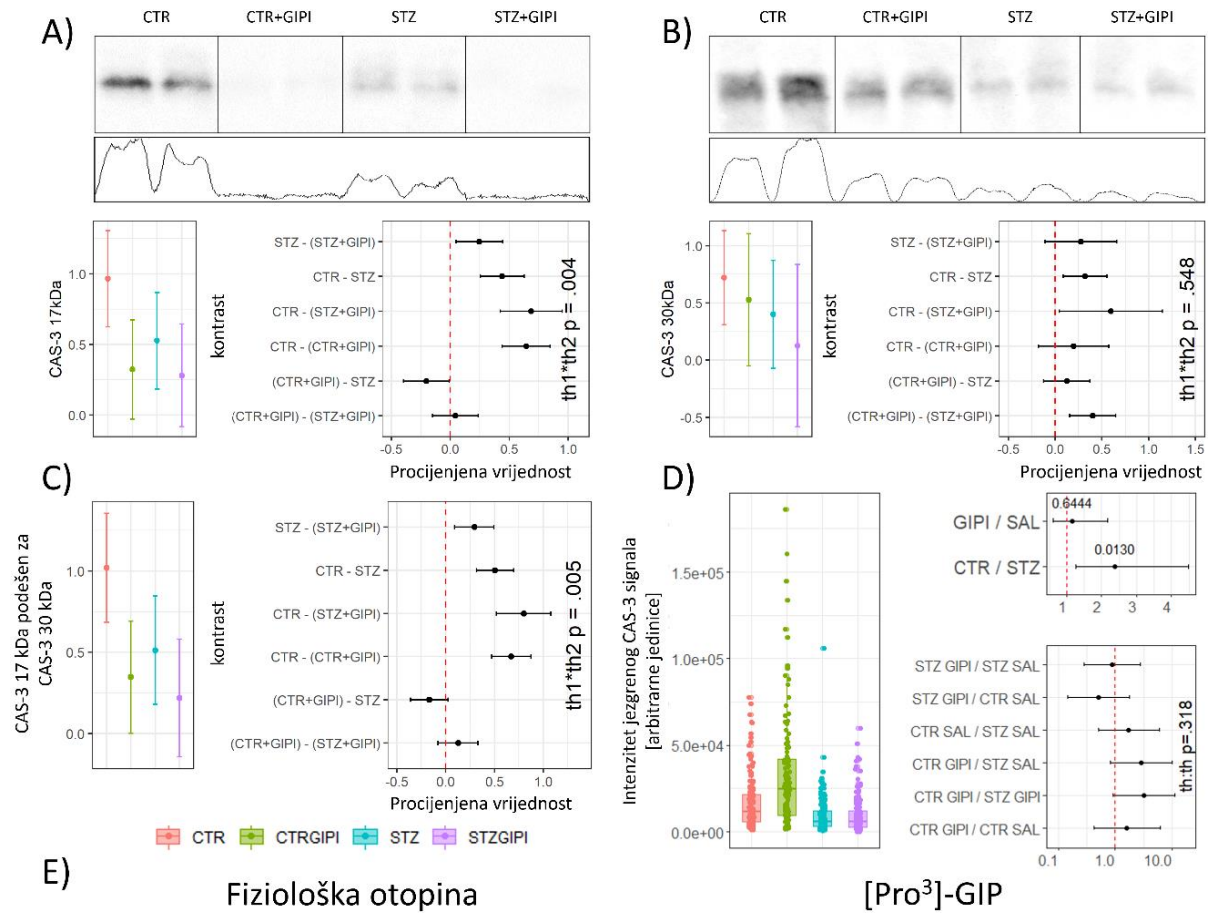 A)
CTR CTR+GIPI STZ STZ+GIPI
CAS-3 17kDa
1.0
0.5
0.0
kontrast
STZ - (STZ+GIPI)
CTR - STZ
CTR - (STZ+GIPI)
CTR - (CTR+GIPI)
(CTR+GIPI) - STZ
(CTR+GIPI) - (STZ+GIPI)
th1*th2 p = .004
-0.5 0.0 0.5 1.0
Procijenjena vrijednost
B)
CTR CTR+GIPI STZ STZ+GIPI
CAS-3 30kDa
1.0
0.5
0.0
-0.5
kontrast
STZ - (STZ+GIPI)
CTR - STZ
CTR - (STZ+GIPI)
CTR - (CTR+GIPI)
(CTR+GIPI) - STZ
(CTR+GIPI) - (STZ+GIPI)
th1*th2 p = .548
-0.5 0.0 0.5 1.0 1.5
Procijenjena vrijednost
C)
CAS-3 17 kDa podešen za
CAS-3 30 kDa
1.0
0.5
0.0
kontrast
STZ - (STZ+GIPI)
CTR - STZ
CTR - (STZ+GIPI)
CTR - (CTR+GIPI)
(CTR+GIPI) - STZ
(CTR+GIPI) - (STZ+GIPI)
th1*th2 p = .005
-0.5 0.0 0.5 1.0
Procijenjena vrijednost
CTR CTRGIPI STZ STZGIPI
D)
Intenzitet jezgrenog CAS-3 signala
[arbitrarne jedinice]
1.5e+05
1.0e+05
5.0e+04
0.0e+00
GIPI / SAL
0.6444
CTR / STZ
0.0130
1 2 3 4
STZ GIPI / STZ SAL
STZ GIPI / CTR SAL
CTR SAL / STZ SAL
CTR GIPI / STZ SAL
CTR GIPI / STZ GIPI
CTR GIPI / CTR SAL
th:th p=.318
0.1 1.0 10.0
E)
Fiziološka otopina
[Pro³]-GIP